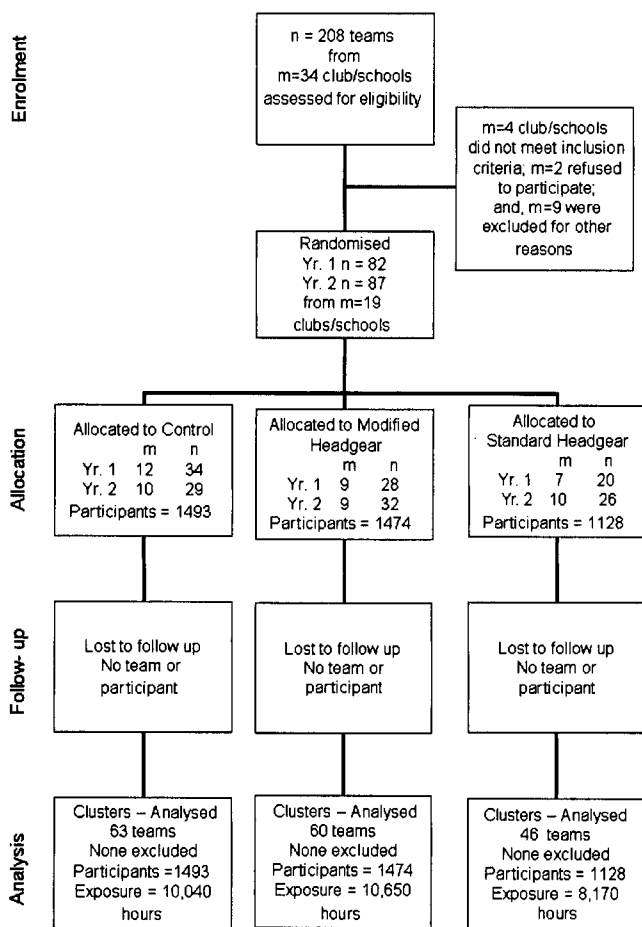 Enrolment
n = 208 teams
from
m=34 club/schools
assessed for eligibility
m=4 club/schools
did not meet inclusion
criteria; m=2 refused
to participate;
and, m=9 were
excluded for other
reasons
Randomised
Yr. 1 n = 82
Yr. 2 n = 87
from m=19
clubs/schools
Allocation
Allocated to Control
m n
Yr. 1 12 34
Yr. 2 10 29
Participants = 1493
Allocated to Modified
Headgear
m n
Yr. 1 9 28
Yr. 2 9 32
Participants = 1474
Allocated to
Standard Headgear
m n
Yr. 1 7 20
Yr. 2 10 26
Participants = 1128
Follow- up
Lost to follow up
No team or
participant
Lost to follow up
No team or
participant
Lost to follow up
No team or
participant
Analysis
Clusters – Analysed
63 teams
None excluded
Participants =1493
Exposure = 10,040
hours
Clusters – Analysed
60 teams
None excluded
Participants = 1474
Exposure = 10,650
hours
Clusters – Analysed
46 teams
None excluded
Participants = 1128
Exposure = 8,170
hours